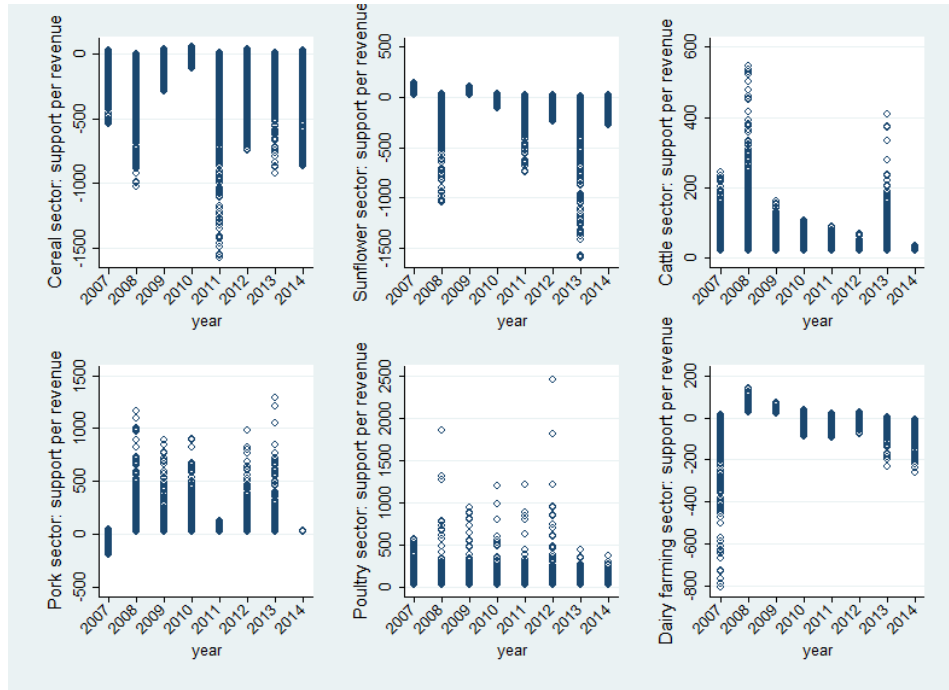 Cereal sector: support per revenue
0
-500
-1000
-1500
2007 2008 2009 2010 2011 2012 2013 2014
year
Sunflower sector: support per revenue
500
0
-500
-1000
-1500
2007 2008 2009 2010 2011 2012 2013 2014
year
Cattle sector: support per revenue
600
400
200
0
2007 2008 2009 2010 2011 2012 2013 2014
year
Pork sector: support per revenue
1500
1000
500
0
-500
2007 2008 2009 2010 2011 2012 2013 2014
year
Poultry sector: support per revenue
2500
2000
1500
1000
500
0
2007 2008 2009 2010 2011 2012 2013 2014
year
Dairy farming sector: support per revenue
200
0
-200
-400
-600
-800
2007 2008 2009 2010 2011 2012 2013 2014
year